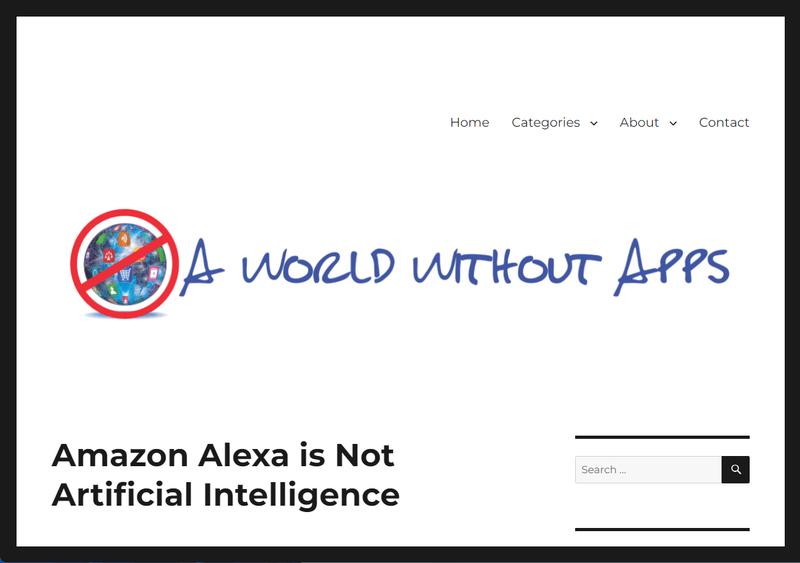 Home Categories About Contact
A WORLD WITHOUT APPS
Amazon Alexa is Not
Artificial Intelligence
Search ...